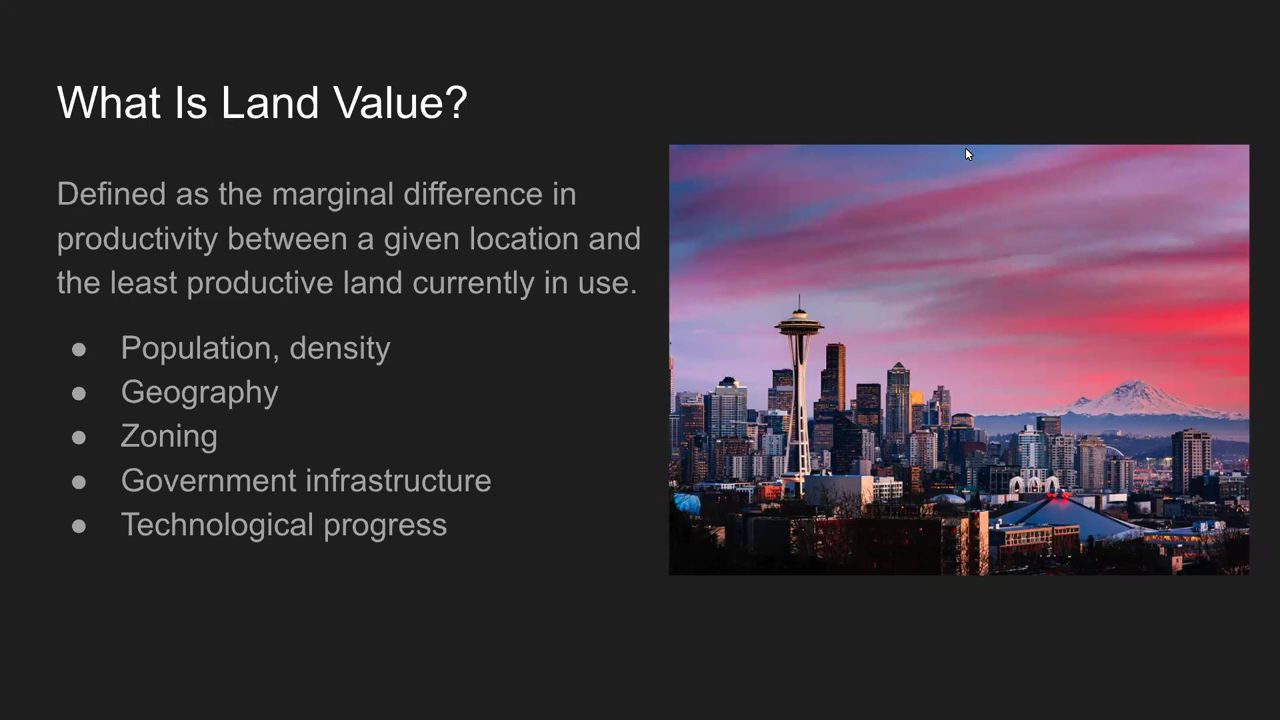 What Is Land Value?
Defined as the marginal difference in
productivity between a given location and
the least productive land currently in use.
● Population, density
● Geography
● Zoning
● Government infrastructure
● Technological progress